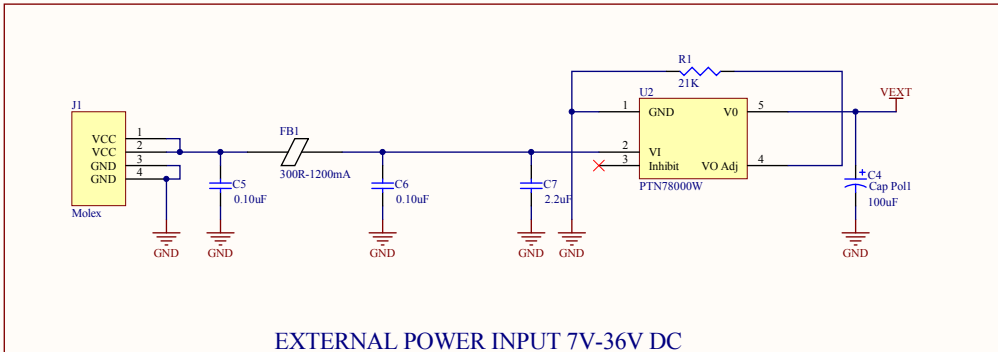 J1
VCC 1
VCC 2
GND 3
GND 4
Molex
GND
C5
0.10uF
GND
FB1
300R-1200mA
C6
0.10uF
GND
C7
2.2uF
GND
GND
R1
21K
U2
1 GND V0 5
2 VI
3 Inhibit VO Adj 4
PTN78000W
VEXT
+
C4
Cap Pol1
100uF
GND
EXTERNAL POWER INPUT 7V-36V DC